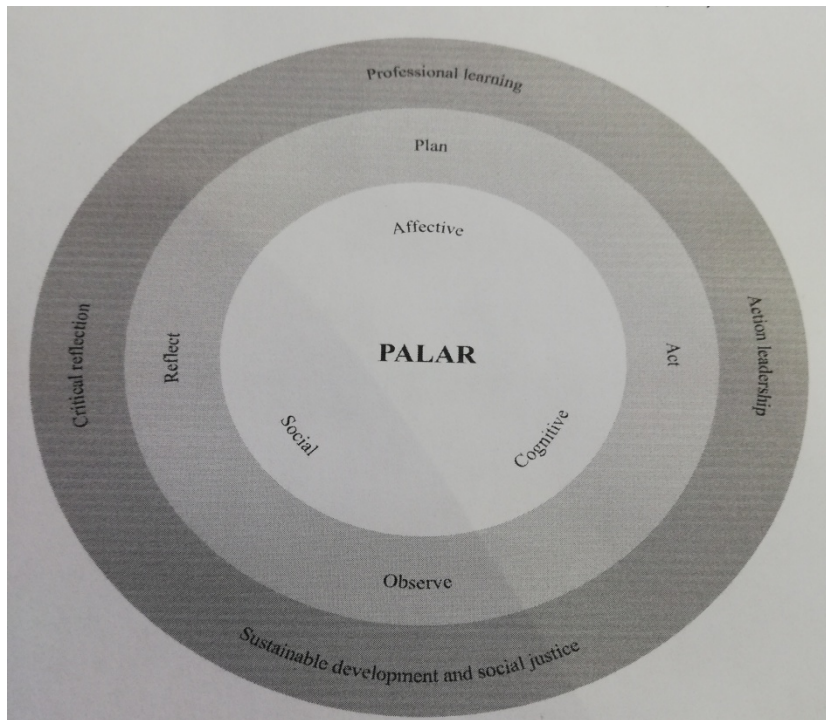 Professional learning
Plan
Affective
Critical reflection
Reflect
PALAR
Act
Action leadership
Social
Cognitive
Observe
Sustainable development and social justice